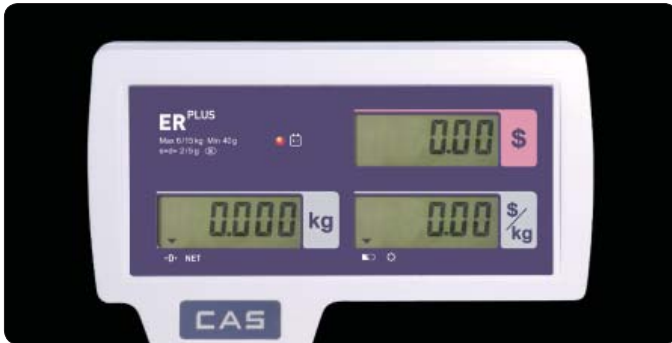 ER PLUS
Max 6/15kg Min 40g
e=d= 2/5g
0.00 $
0.000 kg
0.00 $/kg
→0← NET
CAS